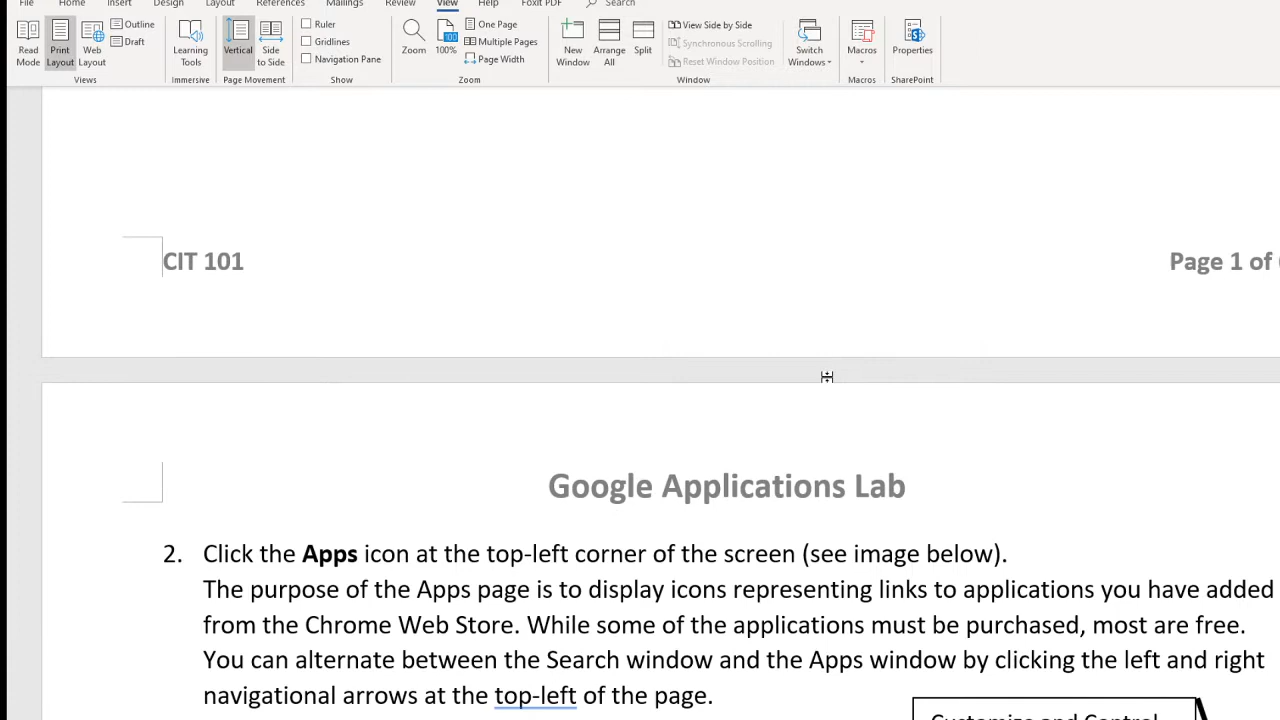 File Home Insert Design Layout References Mailings Review View Help Foxit PDF Search
Read Mode
Print Layout
Web Layout
Outline
Draft
Views
Learning Tools
Immersive
Vertical
Side to Side
Page Movement
Ruler
Gridlines
Navigation Pane
Show
Zoom
100%
One Page
Multiple Pages
Page Width
Zoom
New Window
Arrange All
Split
View Side by Side
Synchronous Scrolling
Reset Window Position
Window
Switch Windows
Macros
Macros
Properties
SharePoint
CIT 101
Page 1 of
Google Applications Lab
2. Click the Apps icon at the top-left corner of the screen (see image below).
The purpose of the Apps page is to display icons representing links to applications you have added
from the Chrome Web Store. While some of the applications must be purchased, most are free.
You can alternate between the Search window and the Apps window by clicking the left and right
navigational arrows at the top-left of the page.
Customize and Control